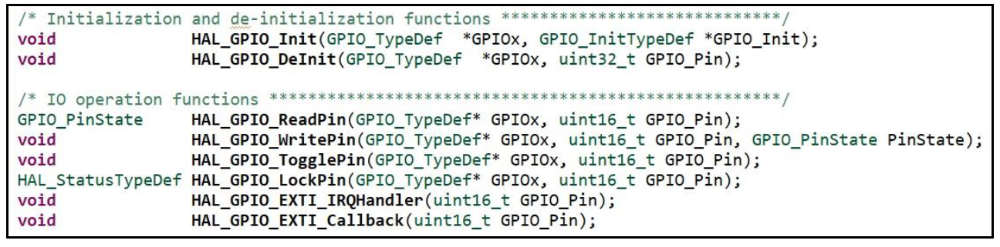 /* Initialization and de-initialization functions *****************************/
void HAL_GPIO_Init(GPIO_TypeDef *GPIOx, GPIO_InitTypeDef *GPIO_Init);
void HAL_GPIO_DeInit(GPIO_TypeDef *GPIOx, uint32_t GPIO_Pin);
/* IO operation functions *****************************************************/
GPIO_PinState HAL_GPIO_ReadPin(GPIO_TypeDef* GPIOx, uint16_t GPIO_Pin);
void HAL_GPIO_WritePin(GPIO_TypeDef* GPIOx, uint16_t GPIO_Pin, GPIO_PinState PinState);
void HAL_GPIO_TogglePin(GPIO_TypeDef* GPIOx, uint16_t GPIO_Pin);
HAL_StatusTypeDef HAL_GPIO_LockPin(GPIO_TypeDef* GPIOx, uint16_t GPIO_Pin);
void HAL_GPIO_EXTI_IRQHandler(uint16_t GPIO_Pin);
void HAL_GPIO_EXTI_Callback(uint16_t GPIO_Pin);